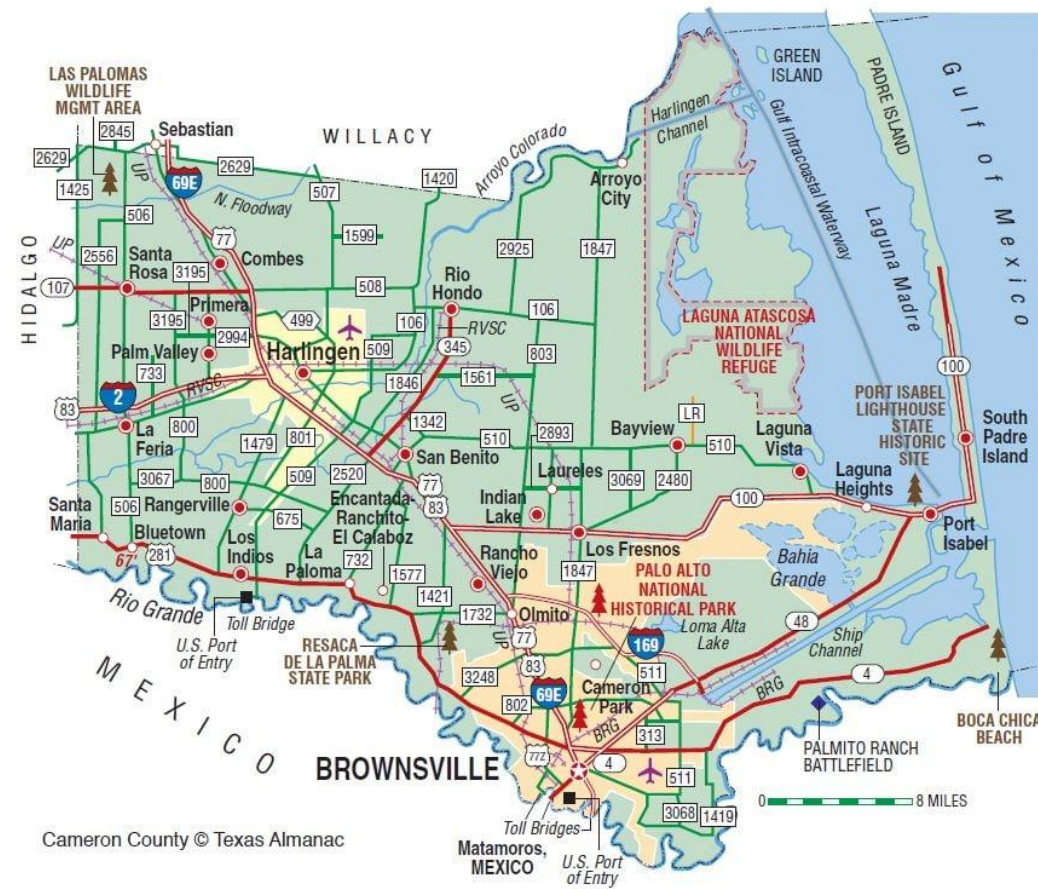 LAS PALOMAS
WILDLIFE
MGMT AREA
2845
Sebastian
WILLACY
2629
2629
1425
UP
69E
N. Floodway
507
1420
Arroyo Colorado
Harlingen
Channel
GREEN
ISLAND
Gulf Intracoastal Waterway
PADRE ISLAND
Laguna Madre
Gulf of Mexico
Arroyo
City
506
77
1599
2925
1847
HIDALGO
UP
2556
Santa
Rosa
3195
Combes
107
508
Rio
Hondo
Primera
3195
2994
499
106
RVSC
106
345
Palm Valley
Harlingen
509
803
LAGUNA ATASCOSA
NATIONAL
WILDLIFE
REFUGE
100
733
RVSC
1846
1561
UP
83
2
PORT ISABEL
LIGHTHOUSE
STATE
HISTORIC
SITE
South
Padre
Island
La
Feria
800
1479
801
1342
510
2893
Bayview
LR
510
Laguna
Vista
San Benito
Laureles
3067
800
509
2520
77
83
3069
2480
Laguna
Heights
Santa
Maria
506
Rangerville
Encantada-
Ranchito-
El Calaboz
Indian
Lake
100
675
Bluetown
281
67'
Los
Indios
La
Paloma
732
Rancho
Viejo
Los Fresnos
Port
Isabel
Bahia
Grande
1577
1847
Rio Grande
Toll Bridge
1421
PALO ALTO
NATIONAL
HISTORICAL PARK
U.S. Port
of Entry
1732
Olmito
48
Loma Alta
Lake
Ship
Channel
RESACA
DE LA PALMA
STATE PARK
UP
77
169
4
83
3248
511
MEXICO
802
69E
Cameron
Park
BRG
BRG
313
BOCA CHICA
BEACH
PALMITO RANCH
BATTLEFIELD
BROWNSVILLE
77Z
4
511
0
8 MILES
3068
1419
Toll Bridges
Matamoros,
MEXICO
U.S. Port
of Entry
Cameron County © Texas Almanac